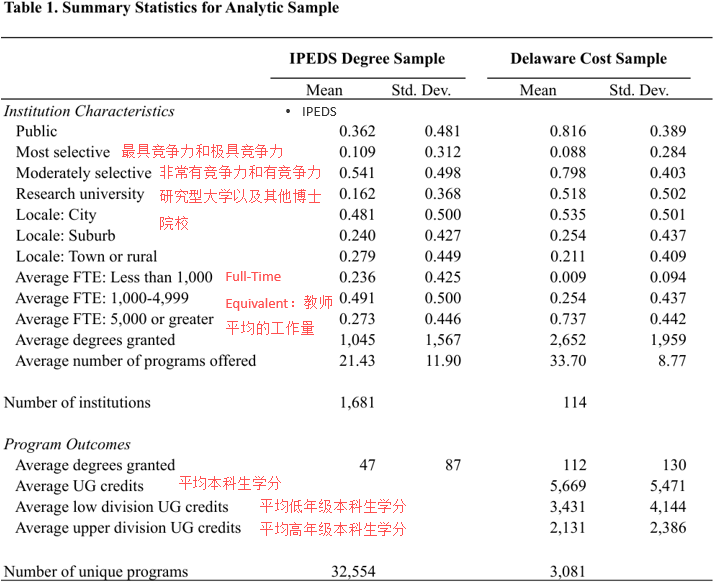 Table 1. Summary Statistics for Analytic Sample
IPEDS Degree Sample Delaware Cost Sample
Mean Std. Dev. Mean Std. Dev.
Institution Characteristics • IPEDS
Public 0.362 0.481 0.816 0.389
Most selective 最具竞争力和极具竞争力 0.109 0.312 0.088 0.284
Moderately selective 非常有竞争力和有竞争力 0.541 0.498 0.798 0.403
Research university 研究型大学以及其他博士 0.162 0.368 0.518 0.502
Locale: City 院校 0.481 0.500 0.535 0.501
Locale: Suburb 0.240 0.427 0.254 0.437
Locale: Town or rural 0.279 0.449 0.211 0.409
Average FTE: Less than 1,000 Full-Time 0.236 0.425 0.009 0.094
Average FTE: 1,000-4,999 Equivalent：教师 0.491 0.500 0.254 0.437
Average FTE: 5,000 or greater 平均的工作量 0.273 0.446 0.737 0.442
Average degrees granted 1,045 1,567 2,652 1,959
Average number of programs offered 21.43 11.90 33.70 8.77
Number of institutions 1,681 114
Program Outcomes
Average degrees granted 47 87 112 130
Average UG credits 平均本科生学分 5,669 5,471
Average low division UG credits 平均低年级本科生学分 3,431 4,144
Average upper division UG credits 平均高年级本科生学分 2,131 2,386
Number of unique programs 32,554 3,081